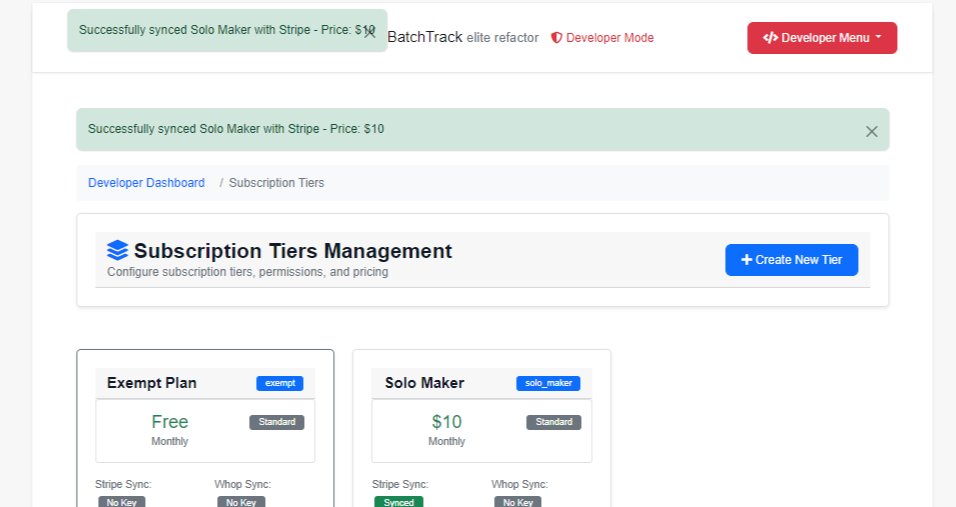 Successfully synced Solo Maker with Stripe - Price: $10
BatchTrack elite refactor Developer Mode
Developer Menu
Successfully synced Solo Maker with Stripe - Price: $10
Developer Dashboard / Subscription Tiers
Subscription Tiers Management
Configure subscription tiers, permissions, and pricing
Create New Tier
Exempt Plan exempt
Free Standard
Monthly
Stripe Sync: Whop Sync:
No Key No Key
Solo Maker solo_maker
$10 Standard
Monthly
Stripe Sync: Whop Sync:
Synced No Key